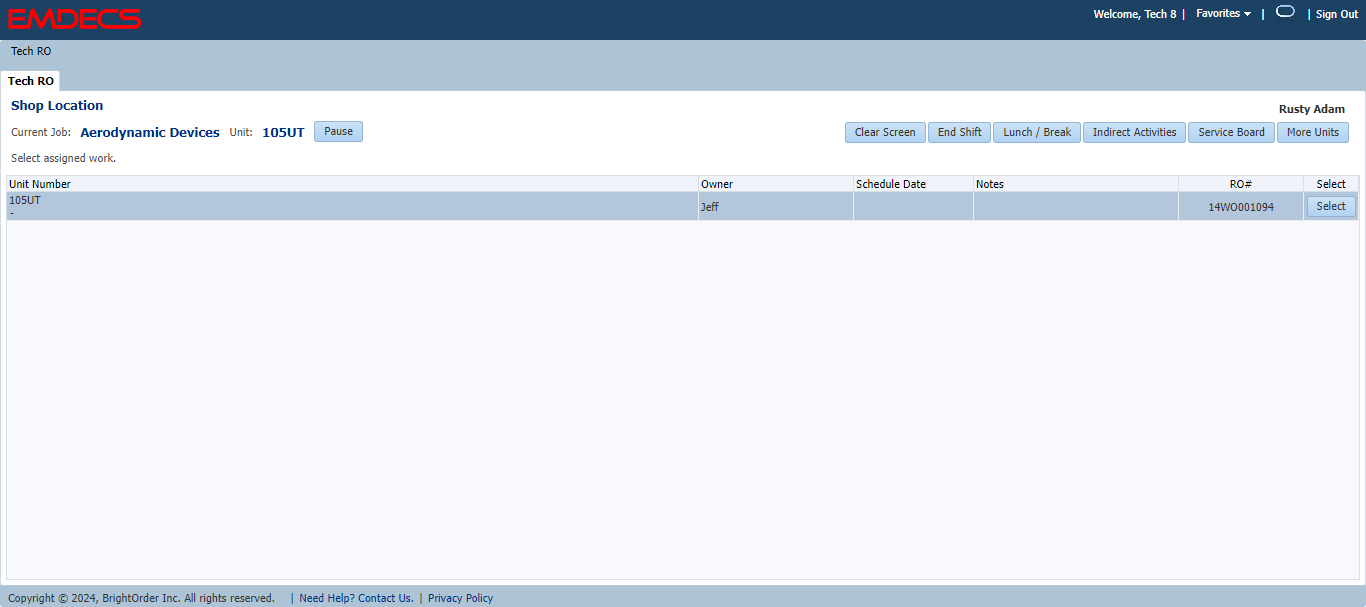 EMDECS
Welcome, Tech 8 | Favorites | | Sign Out
Tech RO
Tech RO
Shop Location
Rusty Adam
Current Job: Aerodynamic Devices Unit: 105UT Pause
Clear Screen End Shift Lunch / Break Indirect Activities Service Board More Units
Select assigned work.
Unit Number Owner Schedule Date Notes RO# Select
105UT
-
Jeff 14WO001094 Select
Copyright © 2024, BrightOrder Inc. All rights reserved. | Need Help? Contact Us. | Privacy Policy